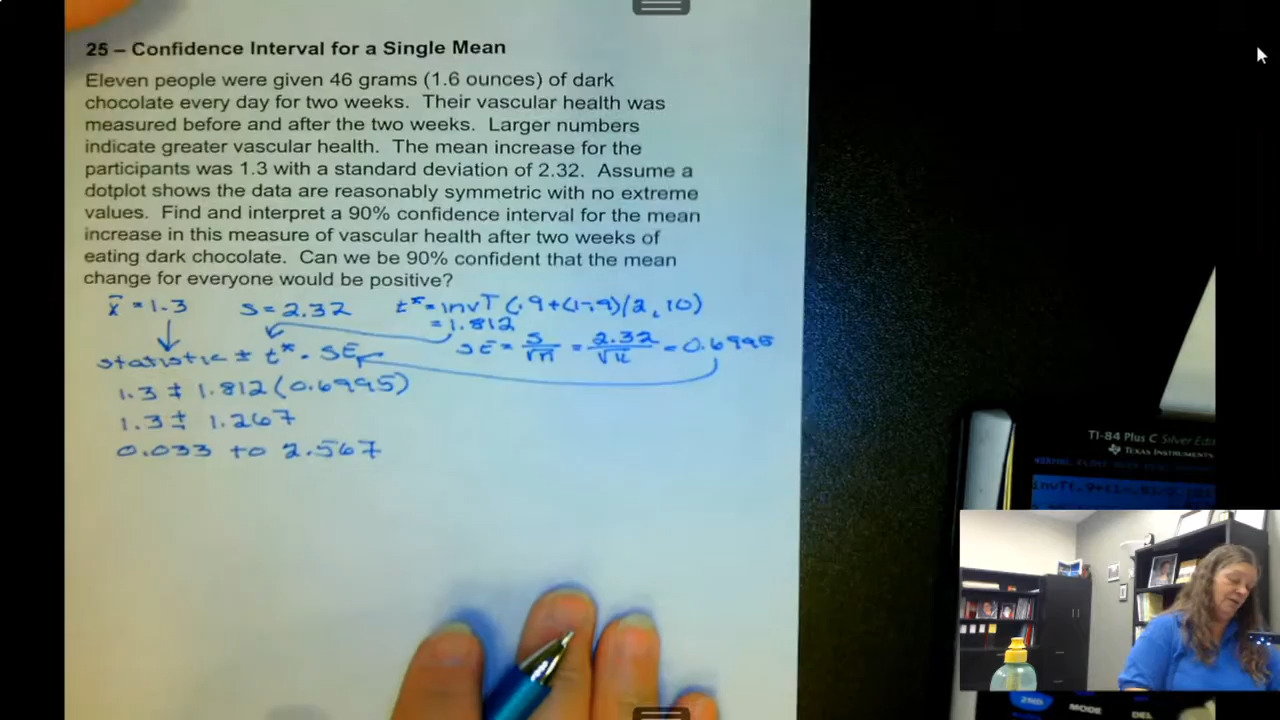 25 – Confidence Interval for a Single Mean
Eleven people were given 46 grams (1.6 ounces) of dark
chocolate every day for two weeks. Their vascular health was
measured before and after the two weeks. Larger numbers
indicate greater vascular health. The mean increase for the
participants was 1.3 with a standard deviation of 2.32. Assume a
dotplot shows the data are reasonably symmetric with no extreme
values. Find and interpret a 90% confidence interval for the mean
increase in this measure of vascular health after two weeks of
eating dark chocolate. Can we be 90% confident that the mean
change for everyone would be positive?
x̄ = 1.3 s = 2.32 t* = invT(.9+(1-.9)/2, 10)
= 1.812
SE = s/√n = 2.32/√11 = 0.6995
statistic ± t* · SE
1.3 ± 1.812(0.6995)
1.3 ± 1.267
0.033 to 2.567
TI-84 Plus C Silver
TEXAS INSTRUMENTS
2ND
MODE
DEL